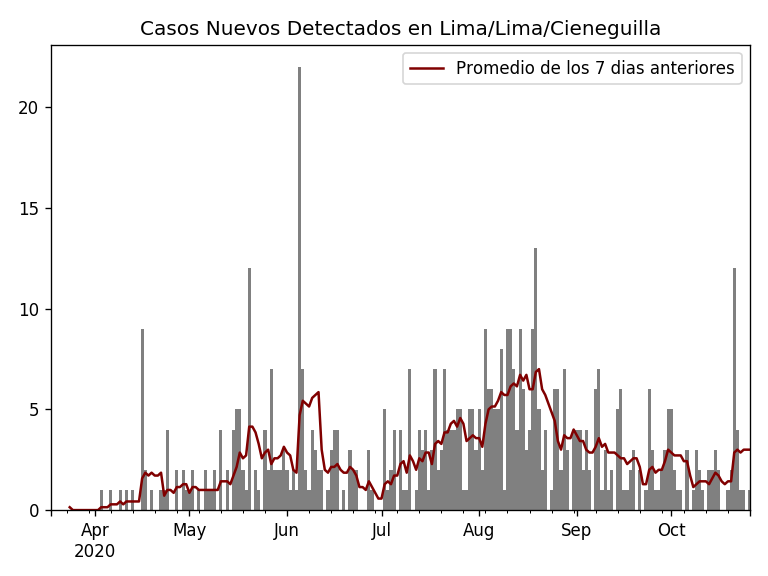 Casos Nuevos Detectados en Lima/Lima/Cieneguilla
Promedio de los 7 dias anteriores
20
15
10
5
0
Apr May Jun Jul Aug Sep Oct
2020